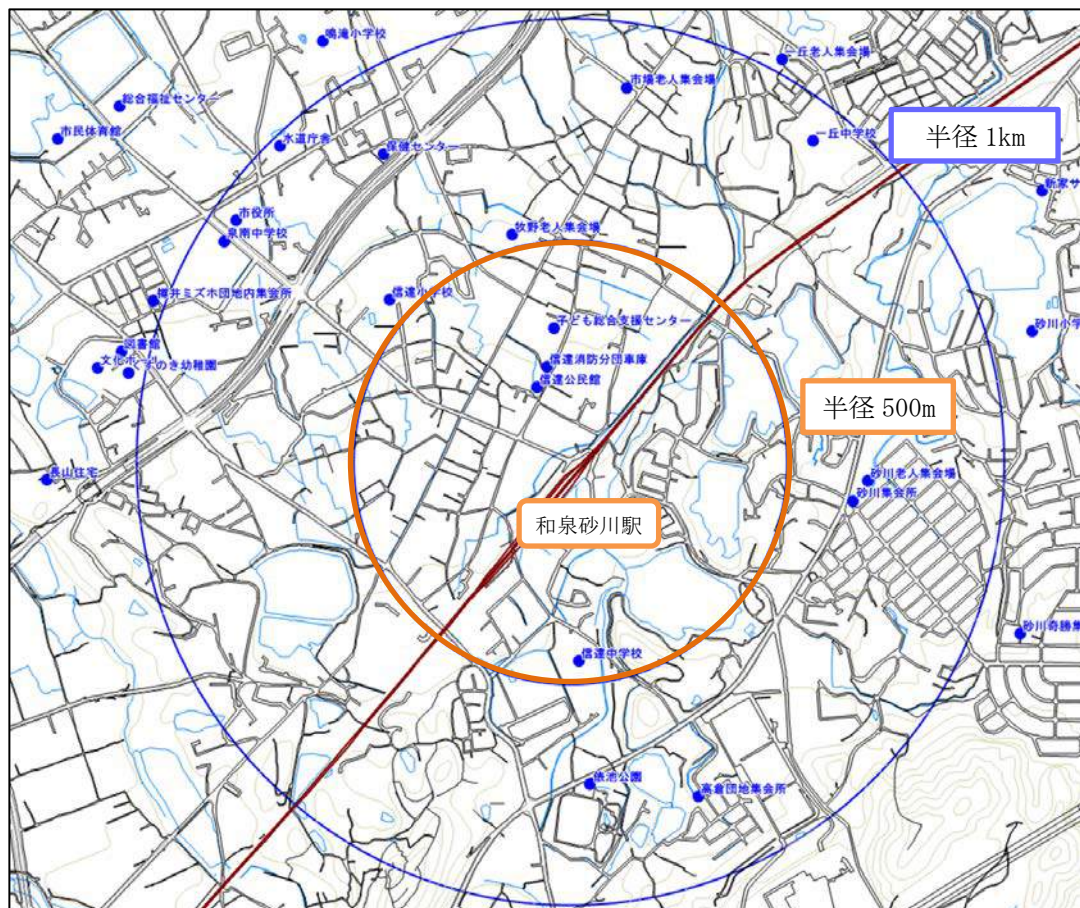 鳴滝小学校
一丘老人集会場
市場老人集会場
総合福祉センター
市民体育館
水道庁舎
保健センター
一丘中学校
半径 1km
新家サ
市役所
泉南中学校
牧野老人集会場
樽井ミズホ団地内集会所
信達小学校
子ども総合支援センター
砂川小学
図書館
文化ホール
くすのき幼稚園
信達消防分団車庫
信達公民館
半径 500m
長山住宅
砂川老人集会場
砂川集会所
和泉砂川駅
砂川奇勝集
信達中学校
俵池公園
高倉団地集会所